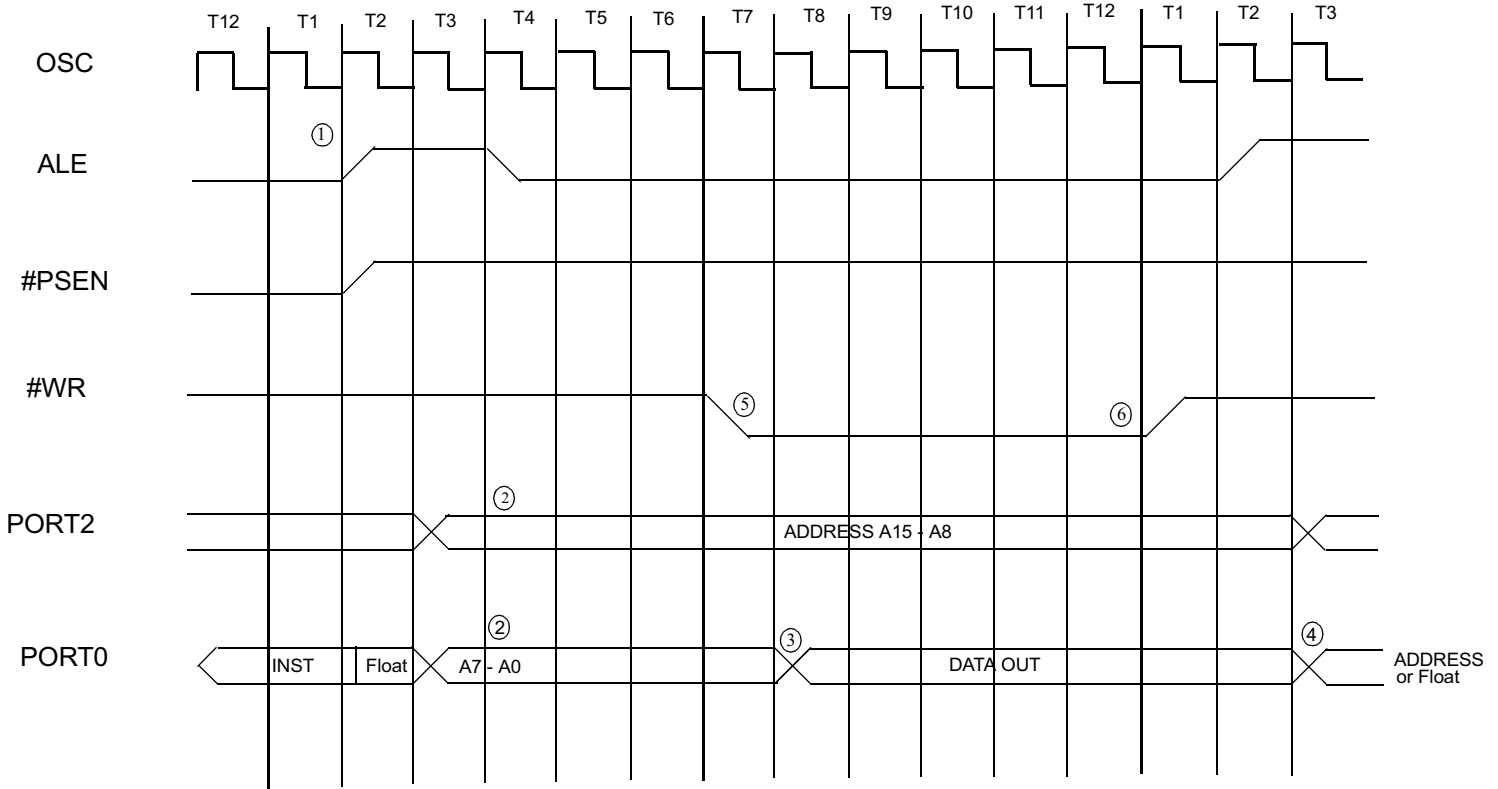 T12 T1 T2 T3 T4 T5 T6 T7 T8 T9 T10 T11 T12 T1 T2 T3
OSC
①
ALE
#PSEN
#WR
⑤
⑥
②
PORT2
ADDRESS A15 - A8
②
③
④
PORT0
INST
Float
A7 - A0
DATA OUT
ADDRESS
or Float